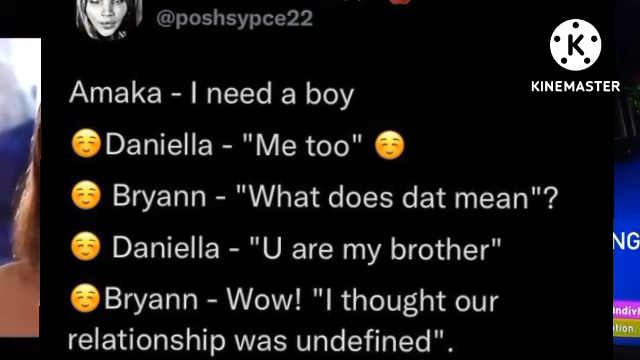 @poshsypce22
KINEMASTER
Amaka - I need a boy
☺️Daniella - "Me too" ☺️
☺️ Bryann - "What does dat mean"?
☺️ Daniella - "U are my brother"
☺️Bryann - Wow! "I thought our
relationship was undefined".
NG